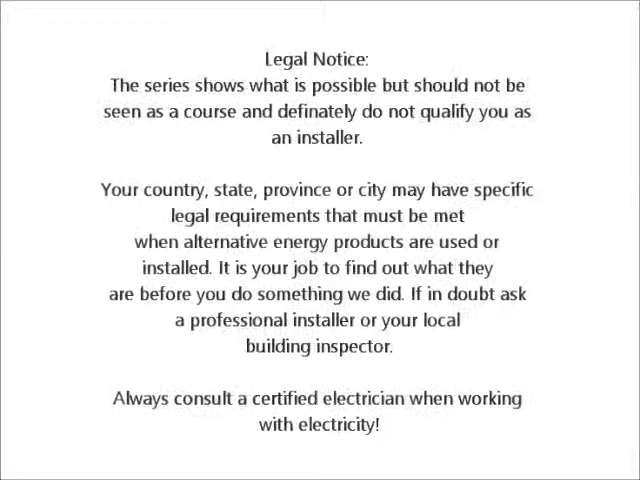 Legal Notice:
The series shows what is possible but should not be
seen as a course and definately do not qualify you as
an installer.
Your country, state, province or city may have specific
legal requirements that must be met
when alternative energy products are used or
installed. It is your job to find out what they
are before you do something we did. If in doubt ask
a professional installer or your local
building inspector.
Always consult a certified electrician when working
with electricity!